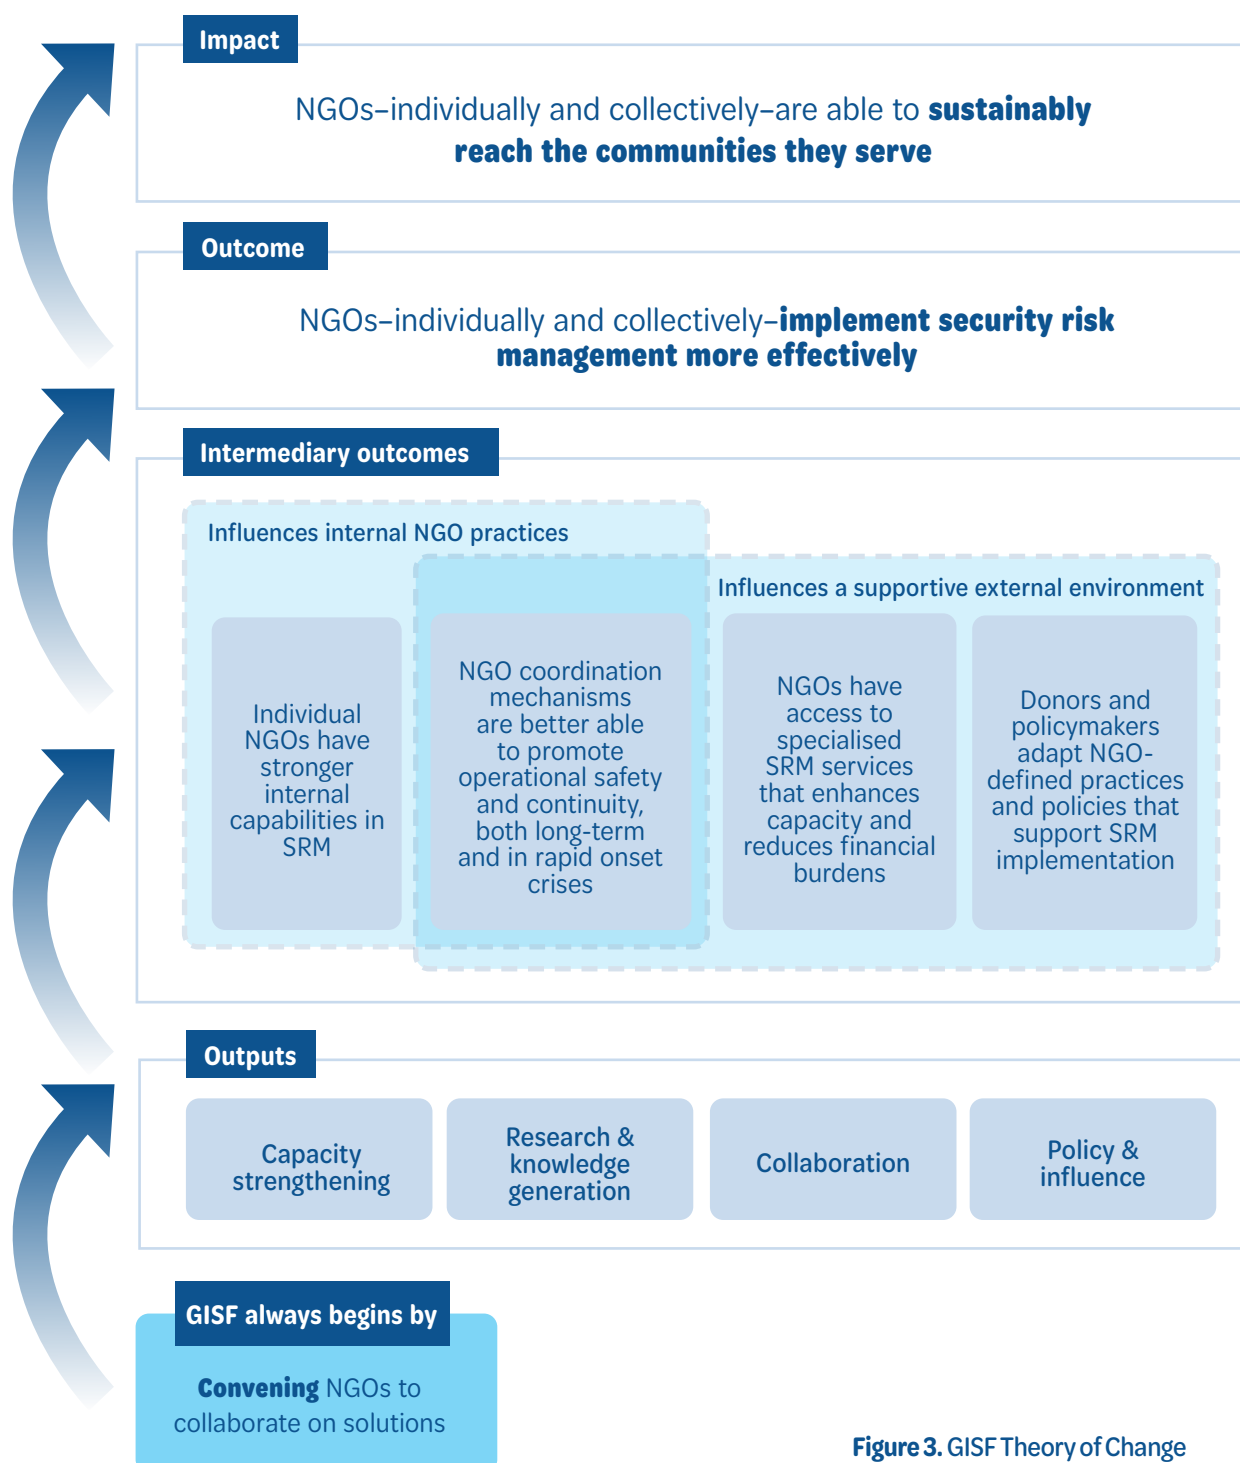 Impact
NGOs–individually and collectively–are able to sustainably
reach the communities they serve
Outcome
NGOs–individually and collectively–implement security risk
management more effectively
Intermediary outcomes
Influences internal NGO practices
Influences a supportive external environment
Individual
NGOs have
stronger
internal
capabilities in
SRM
NGO coordination
mechanisms
are better able
to promote
operational safety
and continuity,
both long-term
and in rapid onset
crises
NGOs have
access to
specialised
SRM services
that enhances
capacity and
reduces financial
burdens
Donors and
policymakers
adapt NGO-
defined practices
and policies that
support SRM
implementation
Outputs
Capacity
strengthening
Research &
knowledge
generation
Collaboration
Policy &
influence
GISF always begins by
Convening NGOs to
collaborate on solutions
Figure 3. GISF Theory of Change